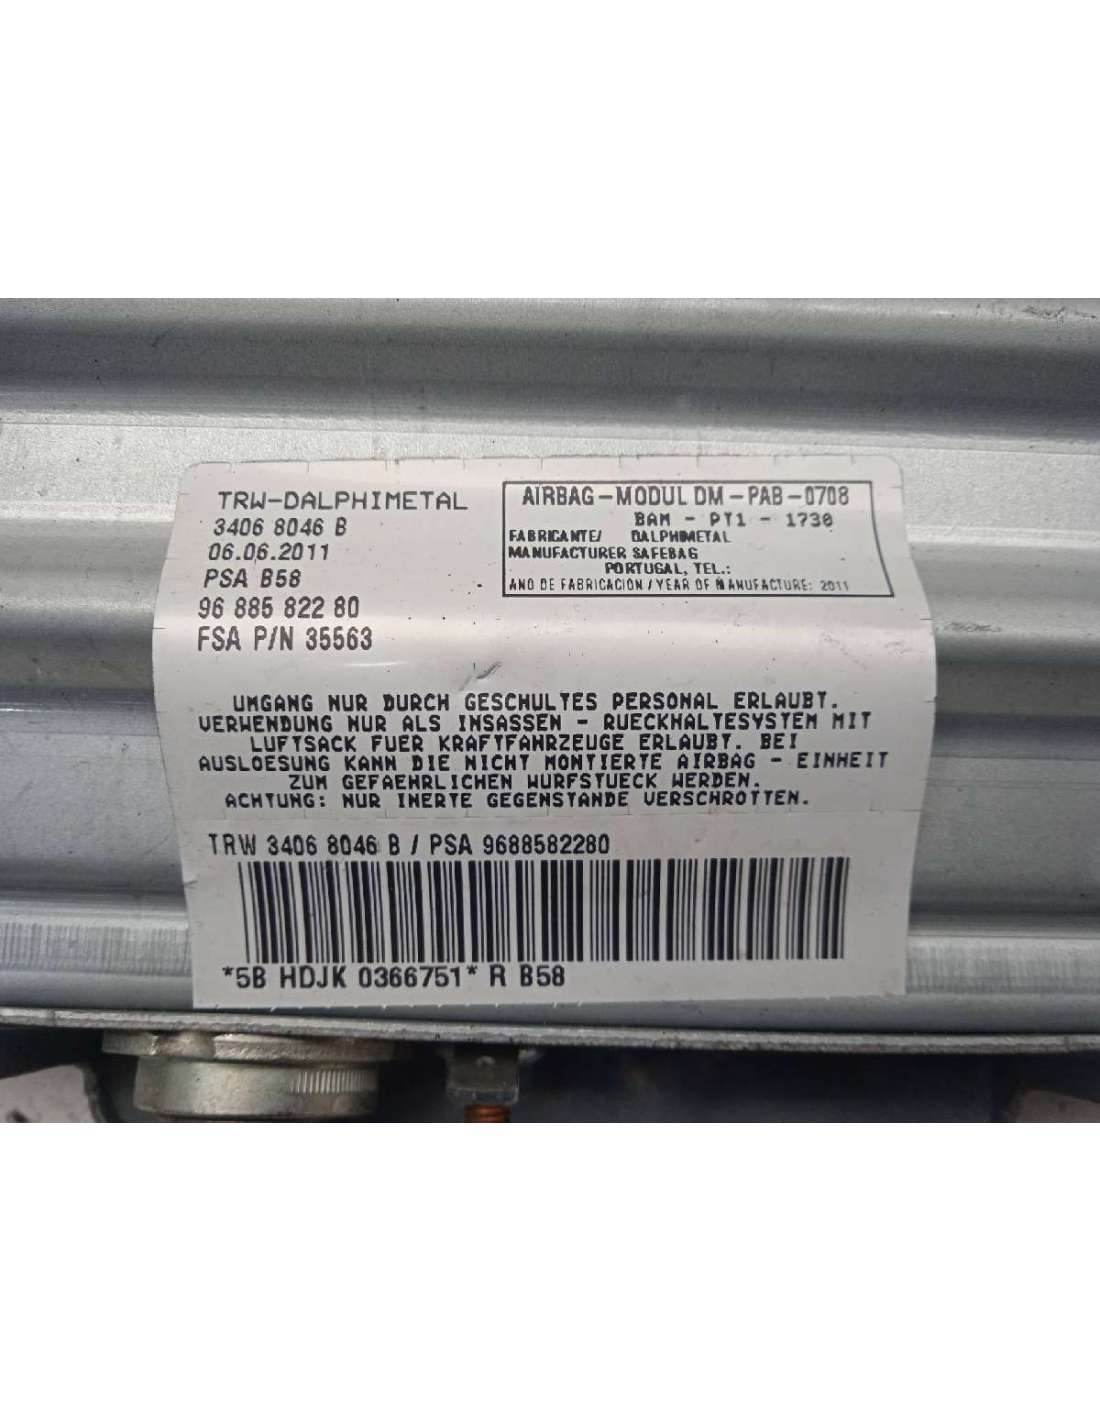 TRW-DALPHIMETAL
3406 8046 B
06.06.2011
PSA B58
96 885 822 80
FSA P/N 35563
AIRBAG-MODUL DM-PAB-0708
BAM - PT1 - 1730
FABRICANTE/ DALPHIMETAL
MANUFACTURER SAFEBAG
PORTUGAL, TEL.:
ANO DE FABRICACION / YEAR OF MANUFACTURE: 2011
UMGANG NUR DURCH GESCHULTES PERSONAL ERLAUBT.
VERWENDUNG NUR ALS INSASSEN - RUECKHALTESYSTEM MIT
LUFTSACK FUER KRAFTFAHRZEUGE ERLAUBT. BEI
AUSLOESUNG KANN DIE NICHT MONTIERTE AIRBAG - EINHEIT
ZUM GEFAEHRLICHEN WURFSTUECK WERDEN.
ACHTUNG: NUR INERTE GEGENSTANDE VERSCHROTTEN.
TRW 3406 8046 B / PSA 9688582280
*5B HDJK 0366751* R B58